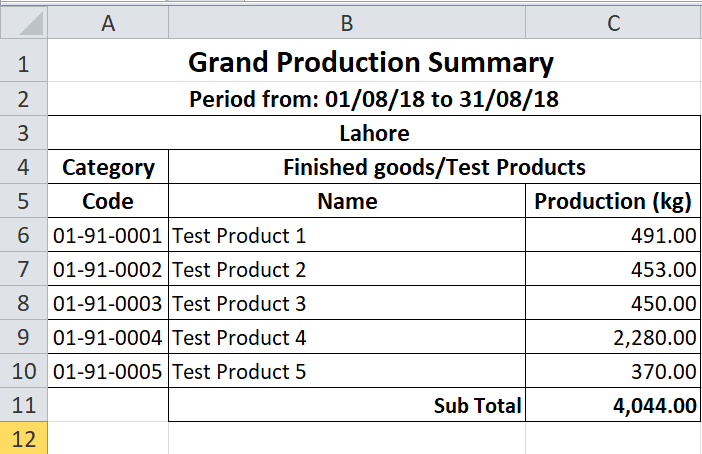 A B C
1 Grand Production Summary
2 Period from: 01/08/18 to 31/08/18
3 Lahore
4 Category Finished goods/Test Products
5 Code Name Production (kg)
6 01-91-0001 Test Product 1 491.00
7 01-91-0002 Test Product 2 453.00
8 01-91-0003 Test Product 3 450.00
9 01-91-0004 Test Product 4 2,280.00
10 01-91-0005 Test Product 5 370.00
11 Sub Total 4,044.00
12